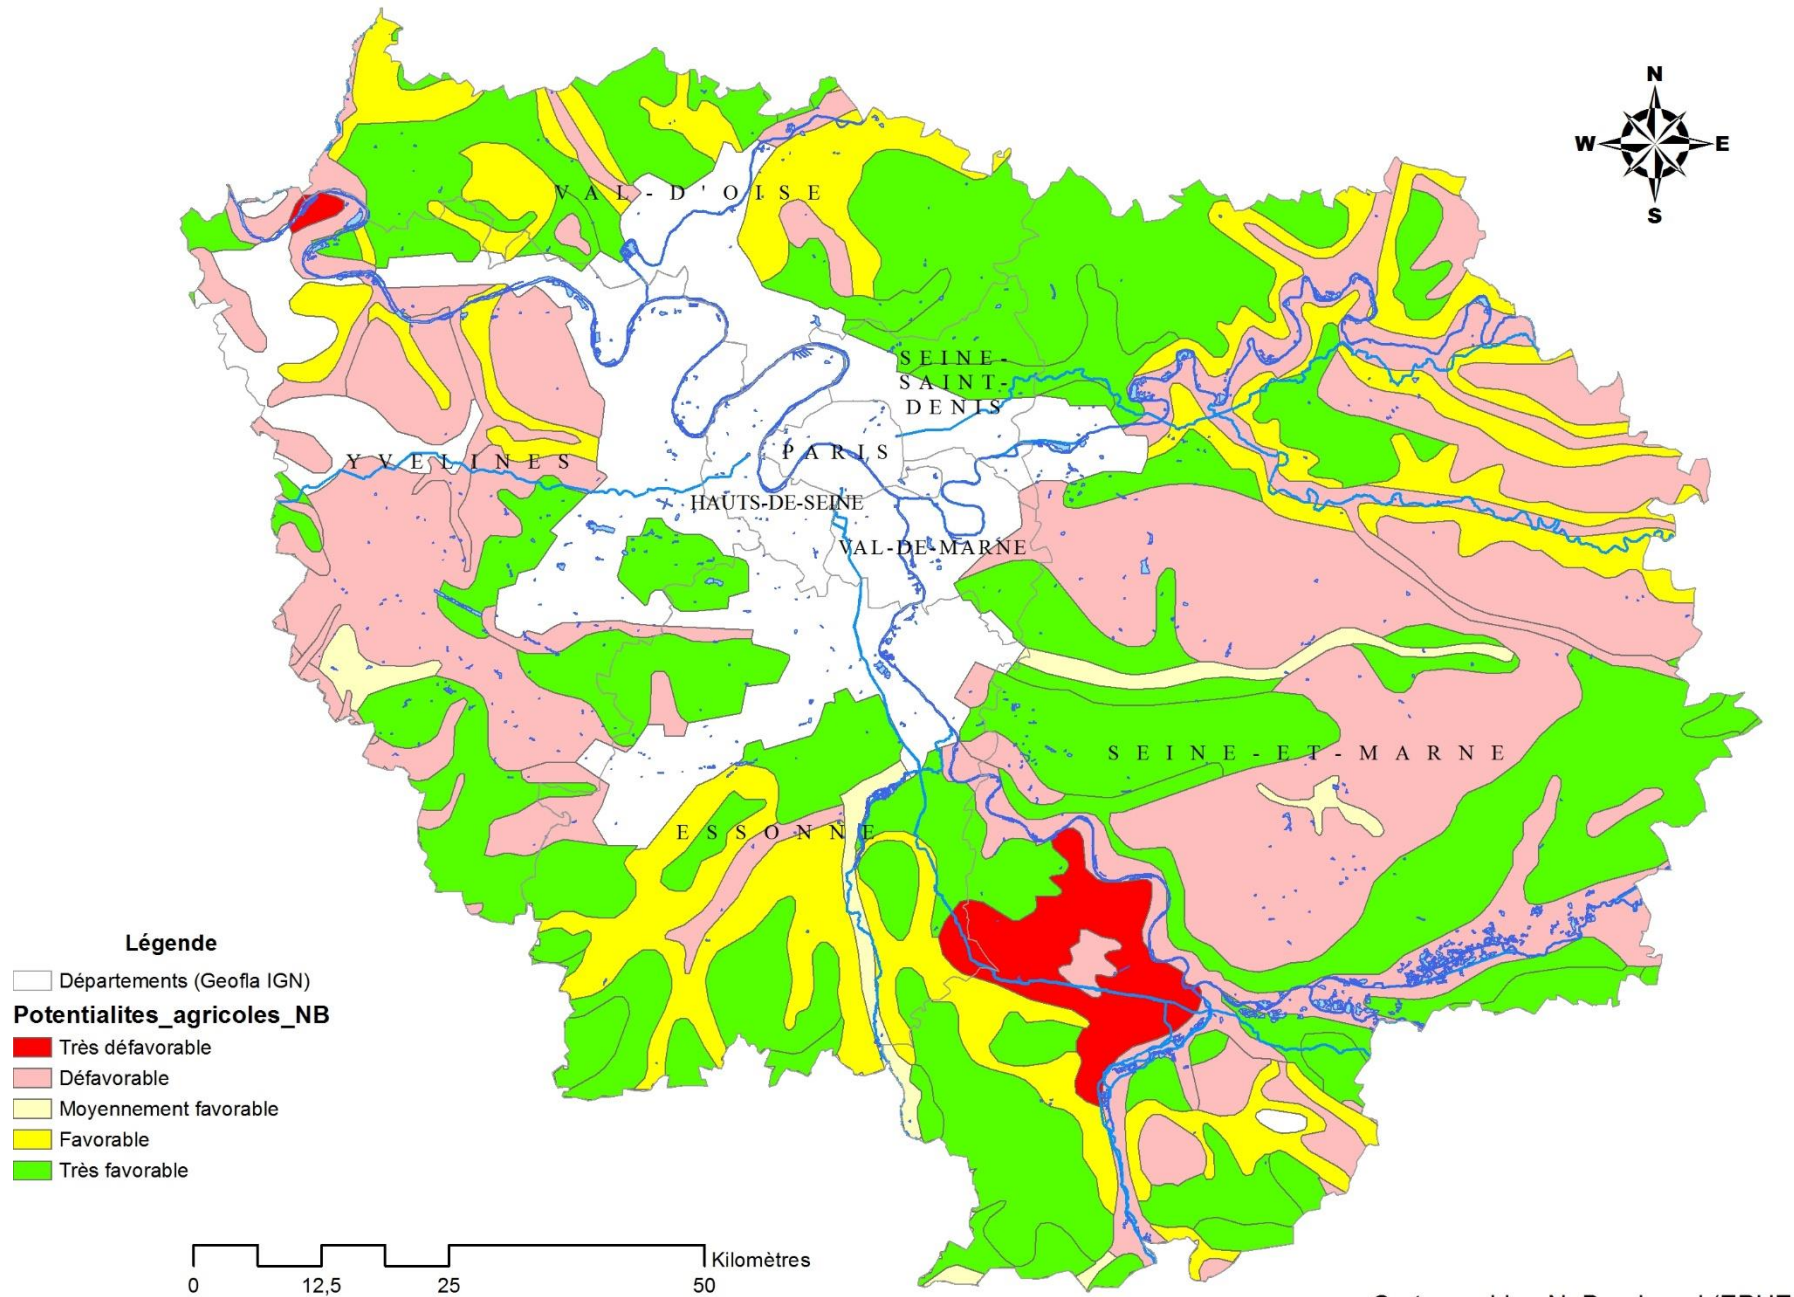 N
W E
S
VAL-D'OISE
SEINE-
SAINT-
DENIS
PARIS
YVELINES
HAUTS-DE-SEINE
VAL-DE-MARNE
SEINE-ET-MARNE
ESSONNE
Légende
Départements (Geofla IGN)
Potentialites_agricoles_NB
Très défavorable
Défavorable
Moyennement favorable
Favorable
Très favorable
Kilomètres
0 12,5 25 50